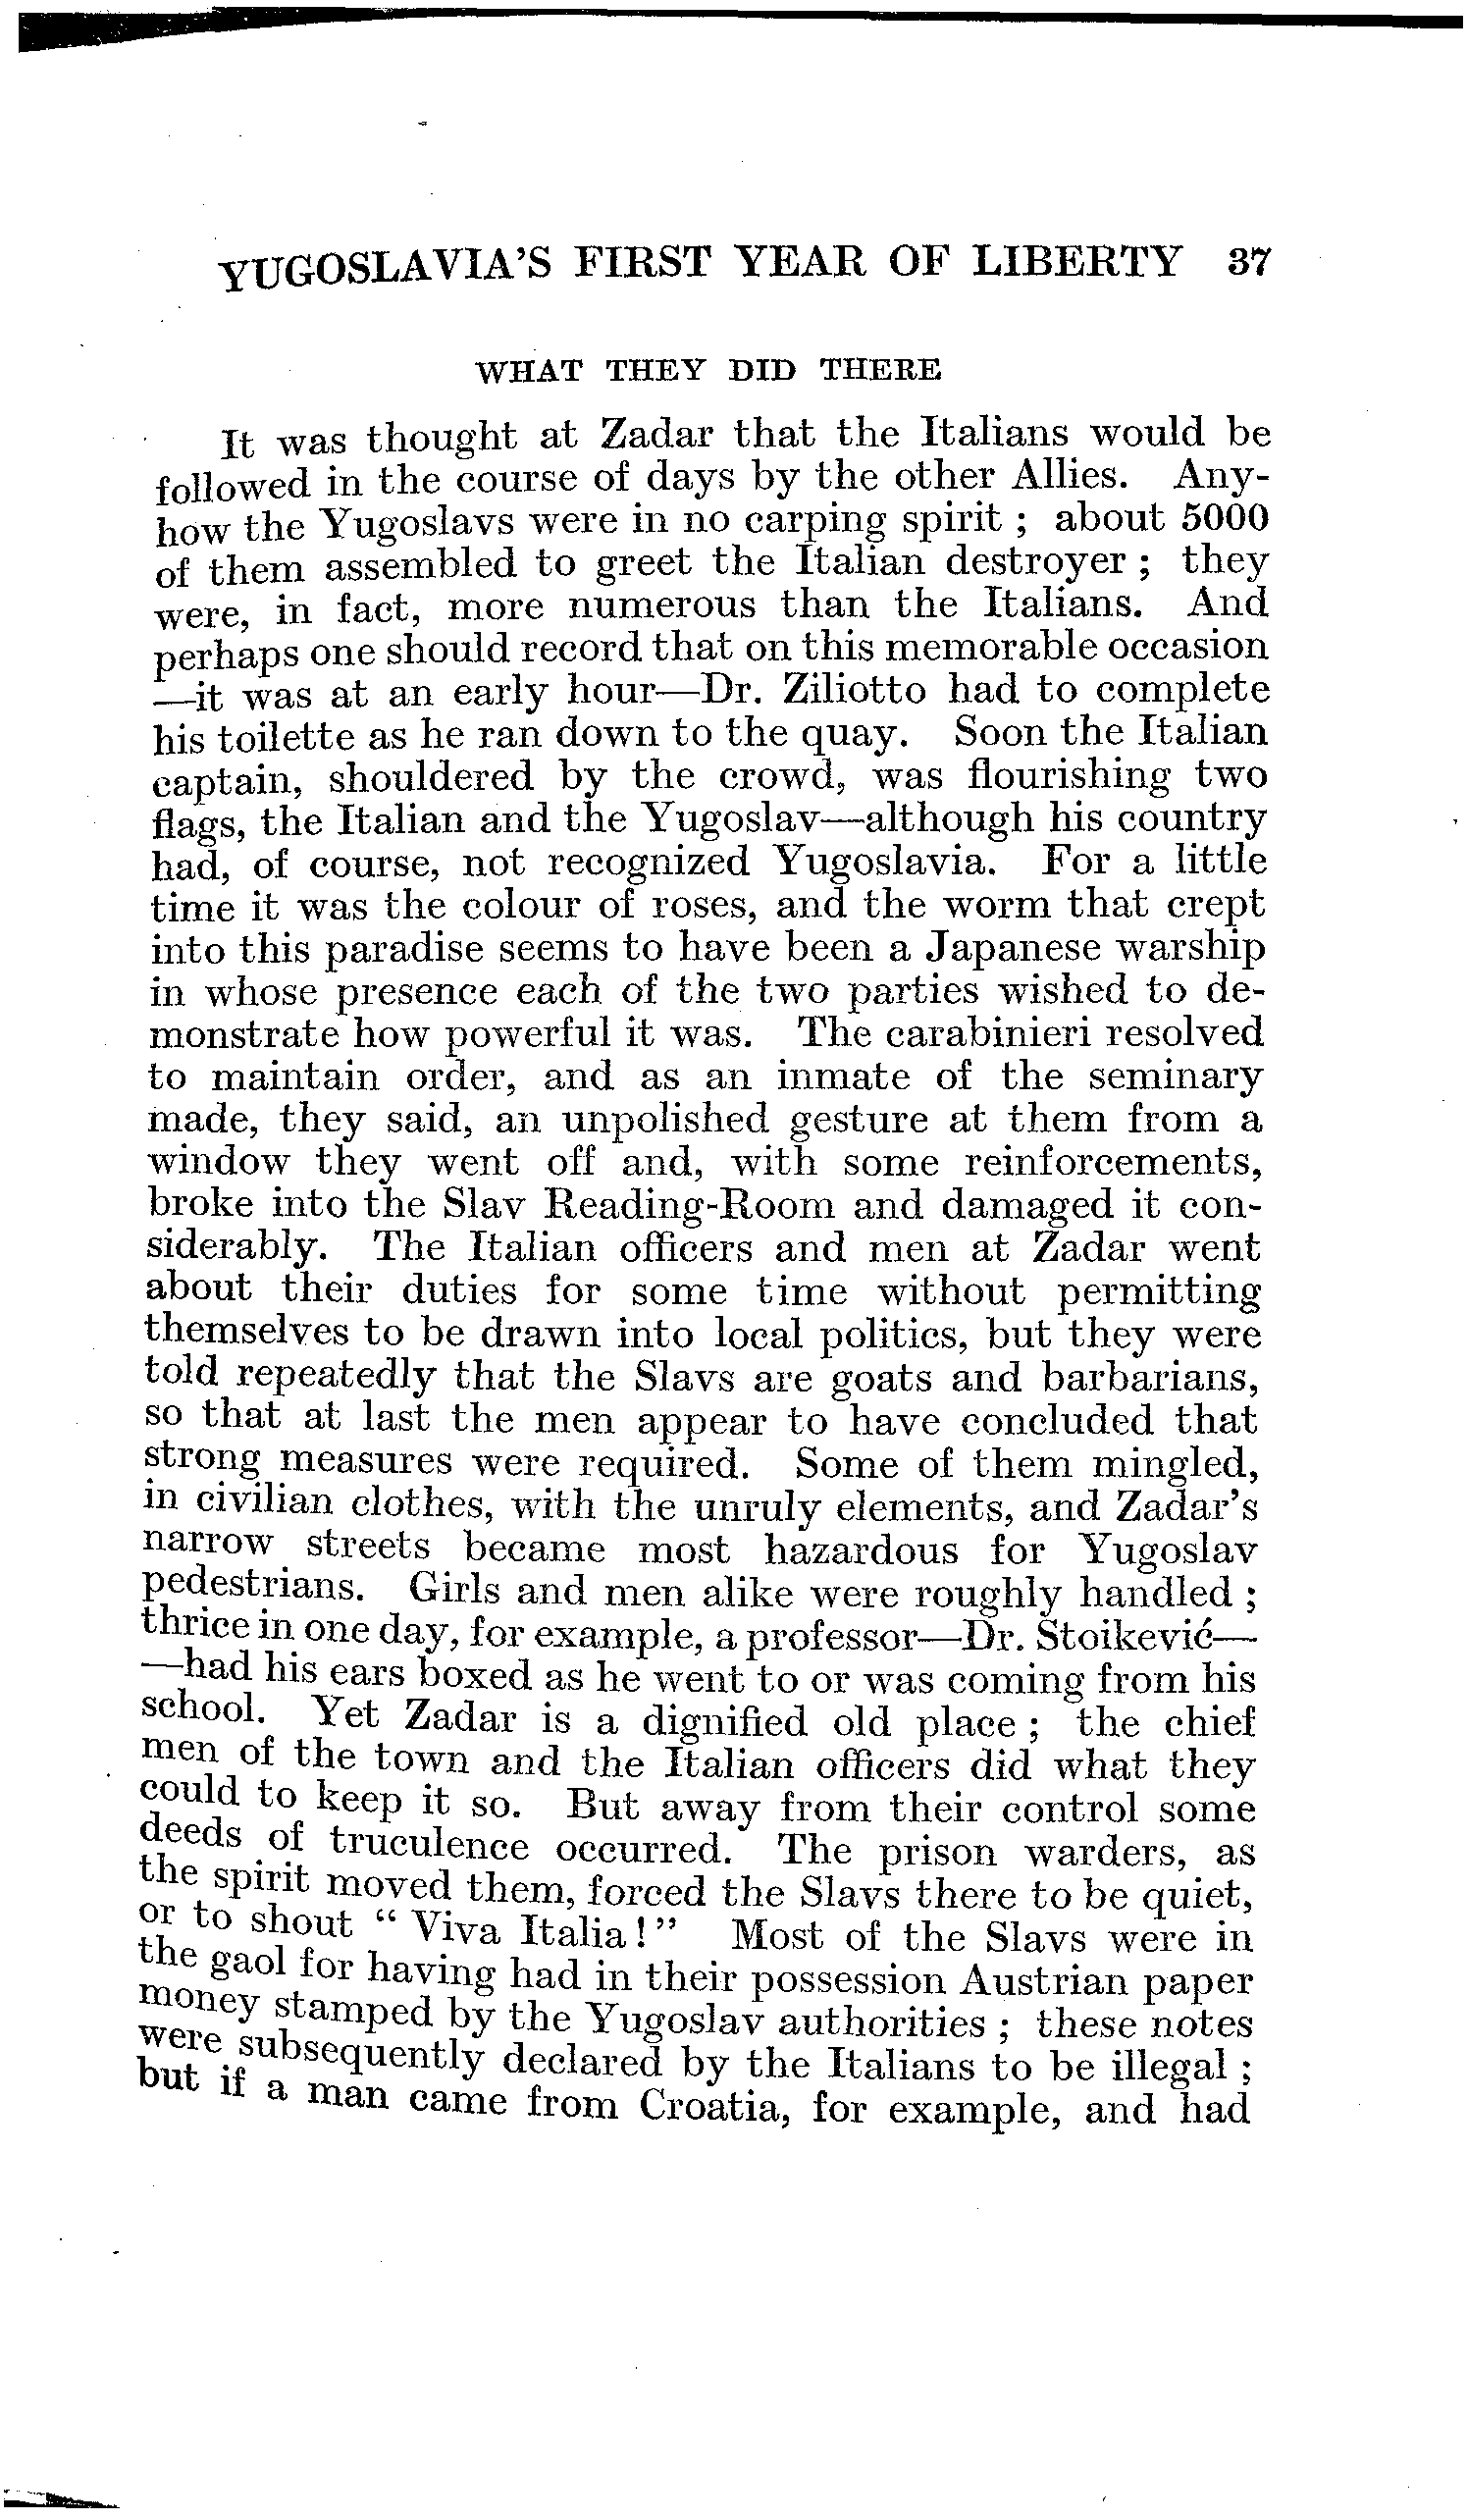 YUGOSLAVIA'S FIRST YEAR OF LIBERTY 37
WHAT THEY DID THERE
It was thought at Zadar that the Italians would be
followed in the course of days by the other Allies. Any-
how the Yugoslavs were in no carping spirit ; about 5000
of them assembled to greet the Italian destroyer ; they
were, in fact, more numerous than the Italians. And
perhaps one should record that on this memorable occasion
—it was at an early hour—Dr. Ziliotto had to complete
his toilette as he ran down to the quay. Soon the Italian
captain, shouldered by the crowd, was flourishing two
flags, the Italian and the Yugoslav—although his country
had, of course, not recognized Yugoslavia. For a little
time it was the colour of roses, and the worm that crept
into this paradise seems to have been a Japanese warship
in whose presence each of the two parties wished to de-
monstrate how powerful it was. The carabinieri resolved
to maintain order, and as an inmate of the seminary
made, they said, an unpolished gesture at them from a
window they went off and, with some reinforcements,
broke into the Slav Reading-Room and damaged it con-
siderably. The Italian officers and men at Zadar went
about their duties for some time without permitting
themselves to be drawn into local politics, but they were
told repeatedly that the Slavs are goats and barbarians,
so that at last the men appear to have concluded that
strong measures were required. Some of them mingled,
in civilian clothes, with the unruly elements, and Zadar's
narrow streets became most hazardous for Yugoslav
pedestrians. Girls and men alike were roughly handled ;
thrice in one day, for example, a professor—Dr. Stoikević—
—had his ears boxed as he went to or was coming from his
school. Yet Zadar is a dignified old place ; the chief
men of the town and the Italian officers did what they
could to keep it so. But away from their control some
deeds of truculence occurred. The prison warders, as
the spirit moved them, forced the Slavs there to be quiet,
or to shout “ Viva Italia ! ” Most of the Slavs were in
the gaol for having had in their possession Austrian paper
money stamped by the Yugoslav authorities ; these notes
were subsequently declared by the Italians to be illegal ;
but if a man came from Croatia, for example, and had